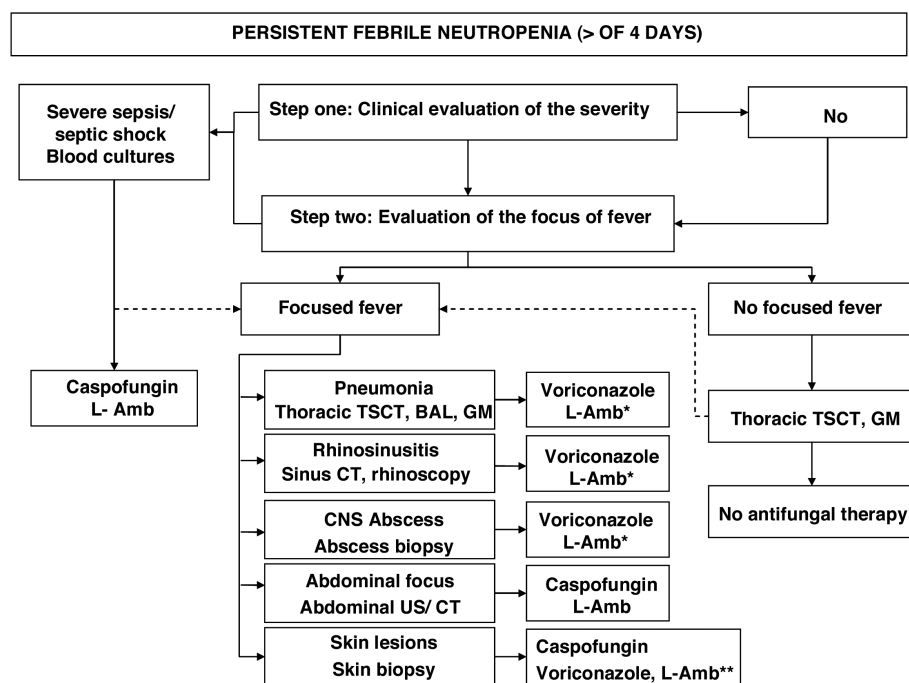 PERSISTENT FEBRILE NEUTROPENIA (> OF 4 DAYS)
Severe sepsis/
septic shock
Blood cultures
Step one: Clinical evaluation of the severity
No
Step two: Evaluation of the focus of fever
Focused fever
No focused fever
Caspofungin
L- Amb
Pneumonia
Thoracic TSCT, BAL, GM
Voriconazole
L-Amb*
Thoracic TSCT, GM
Rhinosinusitis
Sinus CT, rhinoscopy
Voriconazole
L-Amb*
No antifungal therapy
CNS Abscess
Abscess biopsy
Voriconazole
L-Amb*
Abdominal focus
Abdominal US/ CT
Caspofungin
L-Amb
Skin lesions
Skin biopsy
Caspofungin
Voriconazole, L-Amb**